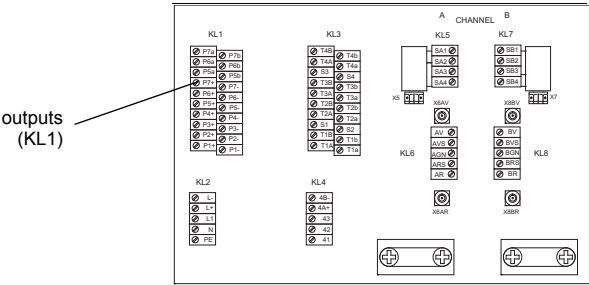 A CHANNEL B
KL1
KL3
KL5
KL7
P7a
P6a
P5a
P7+
P6+
P5+
P4+
P3+
P2+
P1+
P7b
P6b
P5b
P7-
P6-
P5-
P4-
P3-
P2-
P1-
T4B
T4A
S3
T3B
T3A
T2B
T2A
S1
T1B
T1A
T4b
T4a
S4
T3b
T3a
T2b
T2a
S2
T1b
T1a
SA1
SA2
SA3
SA4
SB1
SB2
SB3
SB4
X5
X7
X6AV
X8BV
outputs
(KL1)
KL6
AV
AVS
AGN
ARS
AR
BV
BVS
BGN
BRS
BR
KL8
KL2
KL4
L-
L+
L1
N
PE
4B-
4A+
43
42
41
X6AR
X8BR